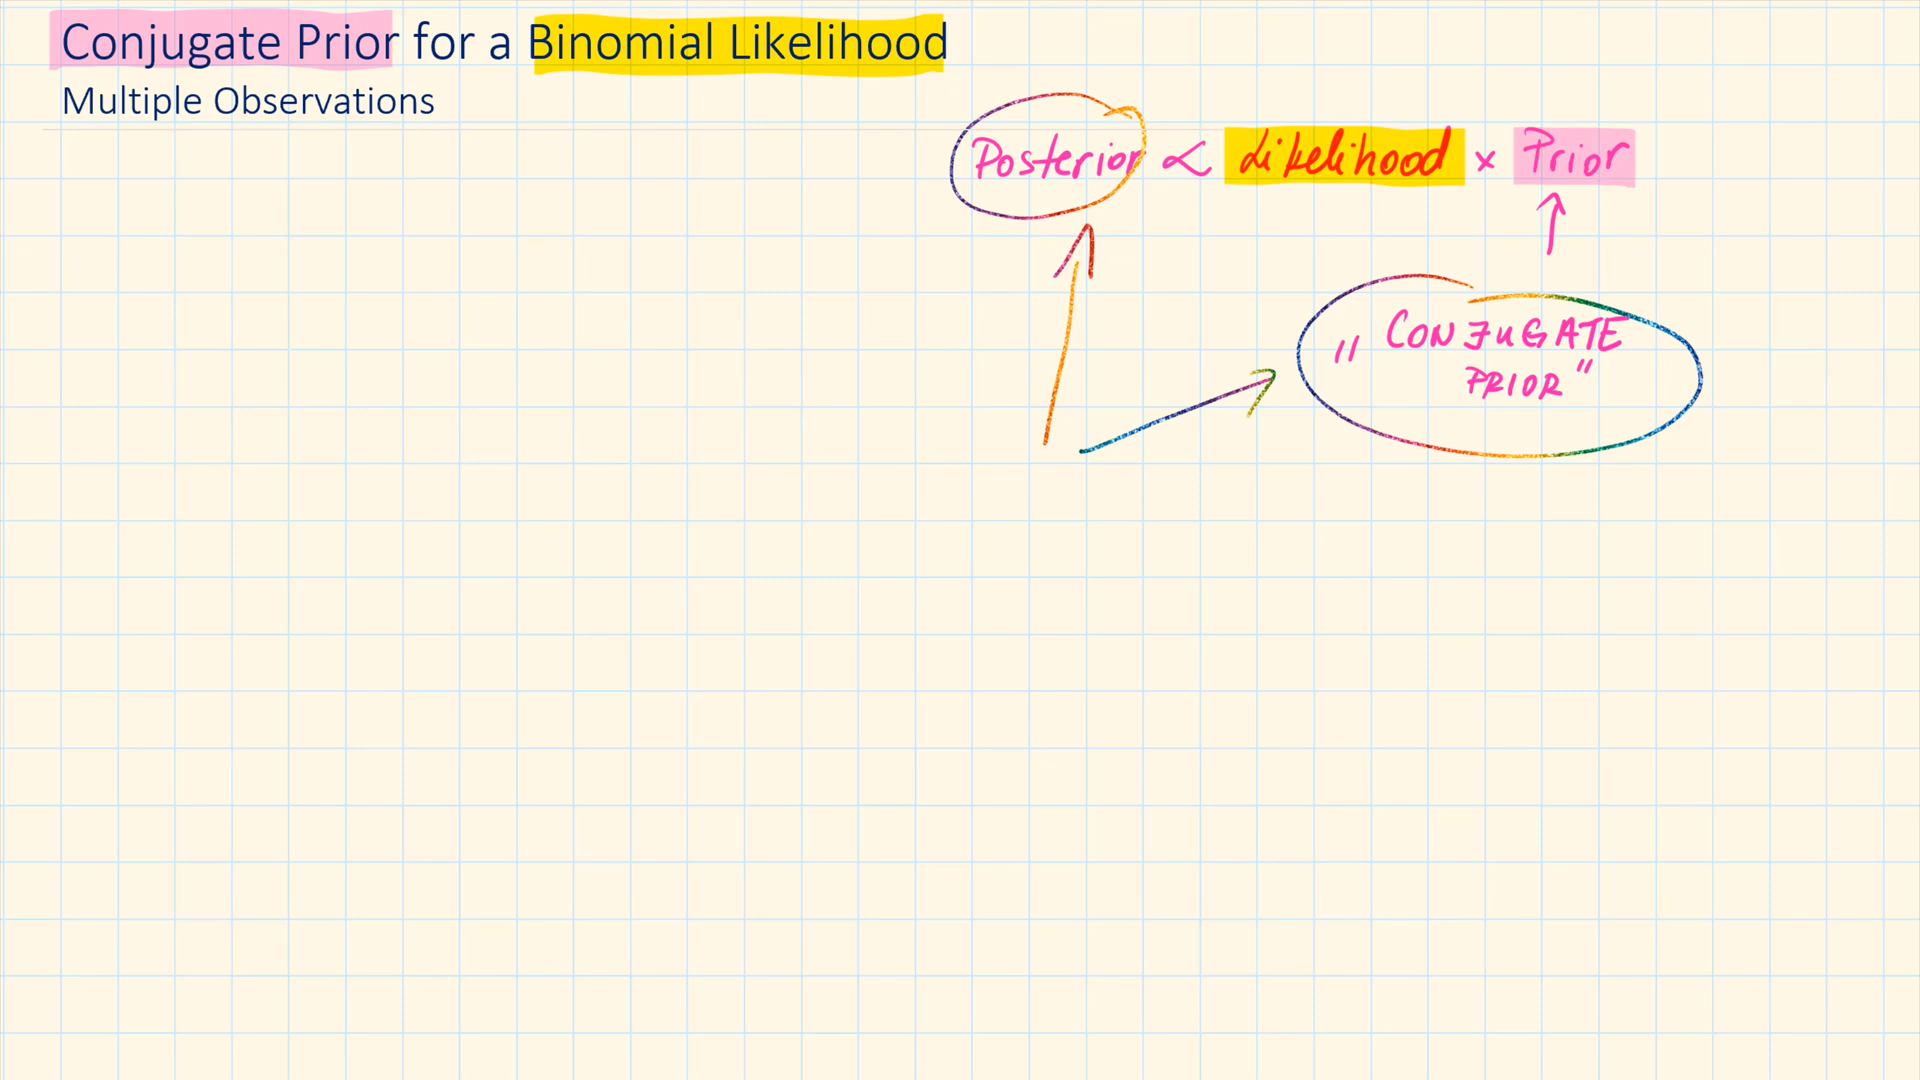 Conjugate Prior for a Binomial Likelihood
Multiple Observations
Posterior ∝ Likelihood × Prior
" CONJUGATE
PRIOR "